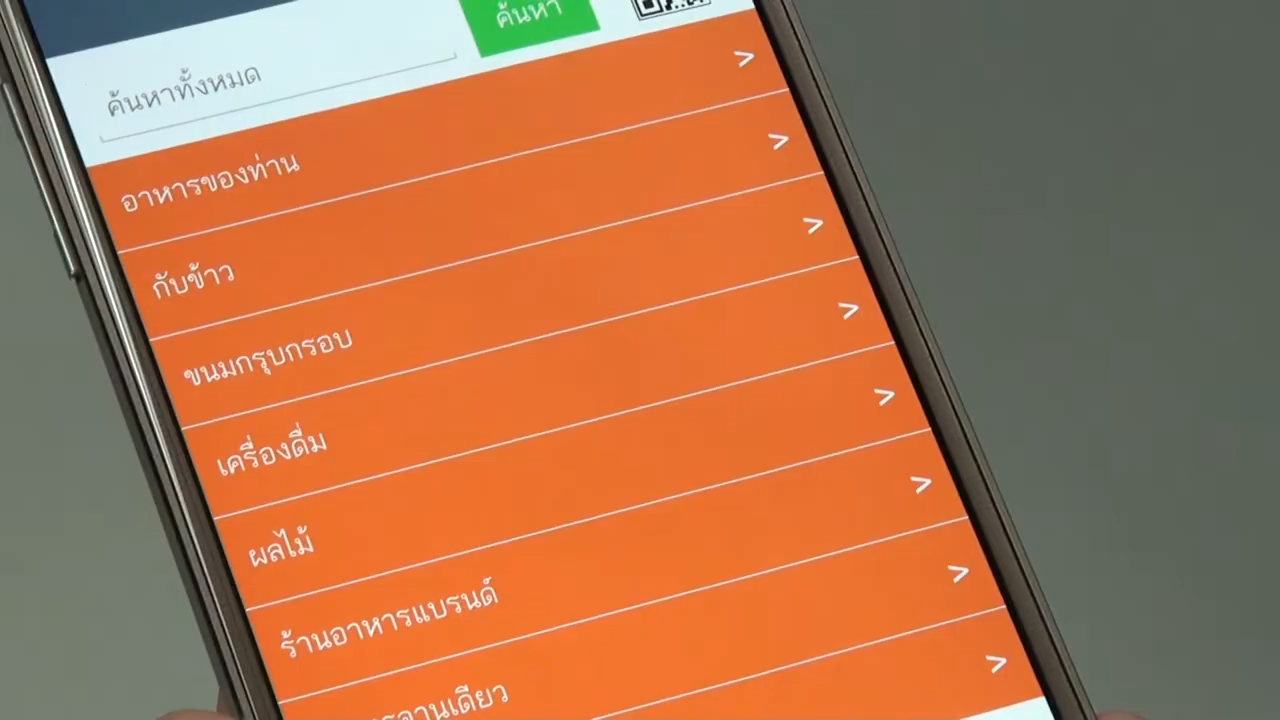 ค้นหา
ค้นหาทั้งหมด
อาหารของท่าน
กับข้าว
ขนมกรุบกรอบ
เครื่องดื่ม
ผลไม้
ร้านอาหารแบรนด์